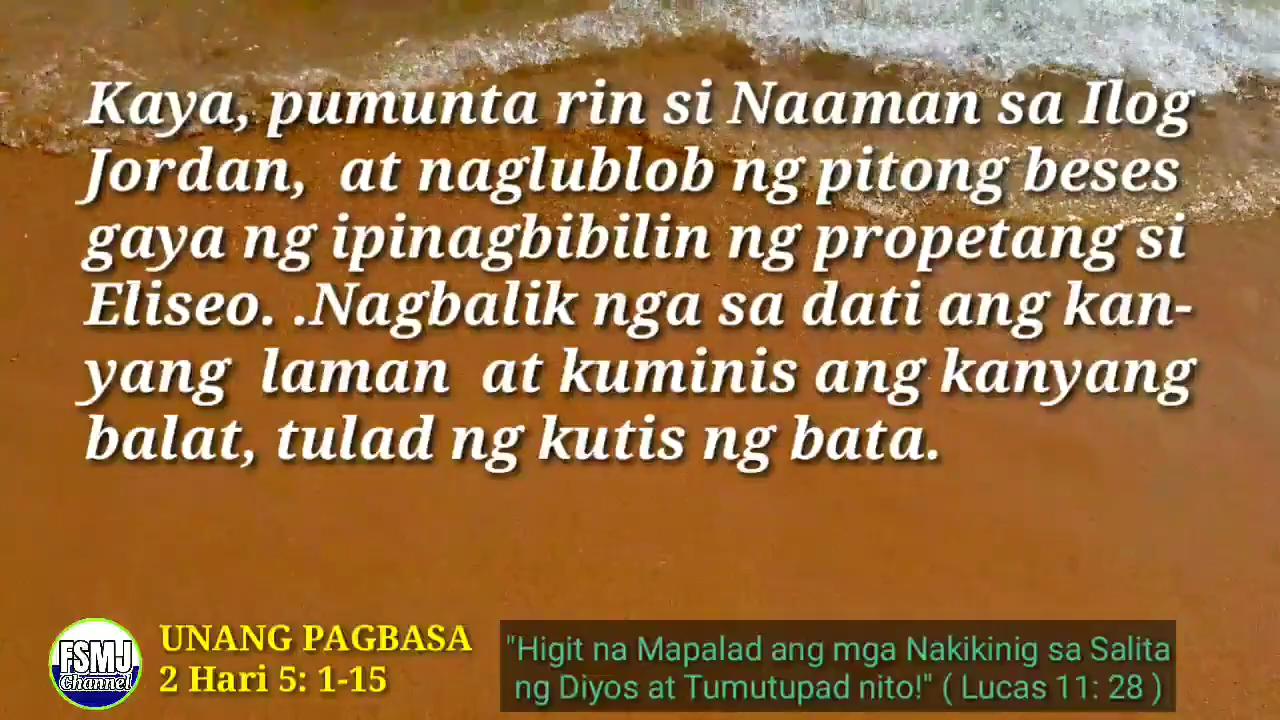 Kaya, pumunta rin si Naaman sa Ilog
Jordan,  at naglublob ng pitong beses
gaya ng ipinagbibilin ng propetang si
Eliseo. .Nagbalik nga sa dati ang kan-
yang  laman  at kuminis ang kanyang
balat, tulad ng kutis ng bata.
FSMJ
Channel
UNANG PAGBASA
2 Hari 5: 1-15
"Higit na Mapalad ang mga Nakikinig sa Salita
ng Diyos at Tumutupad nito!" ( Lucas 11: 28 )